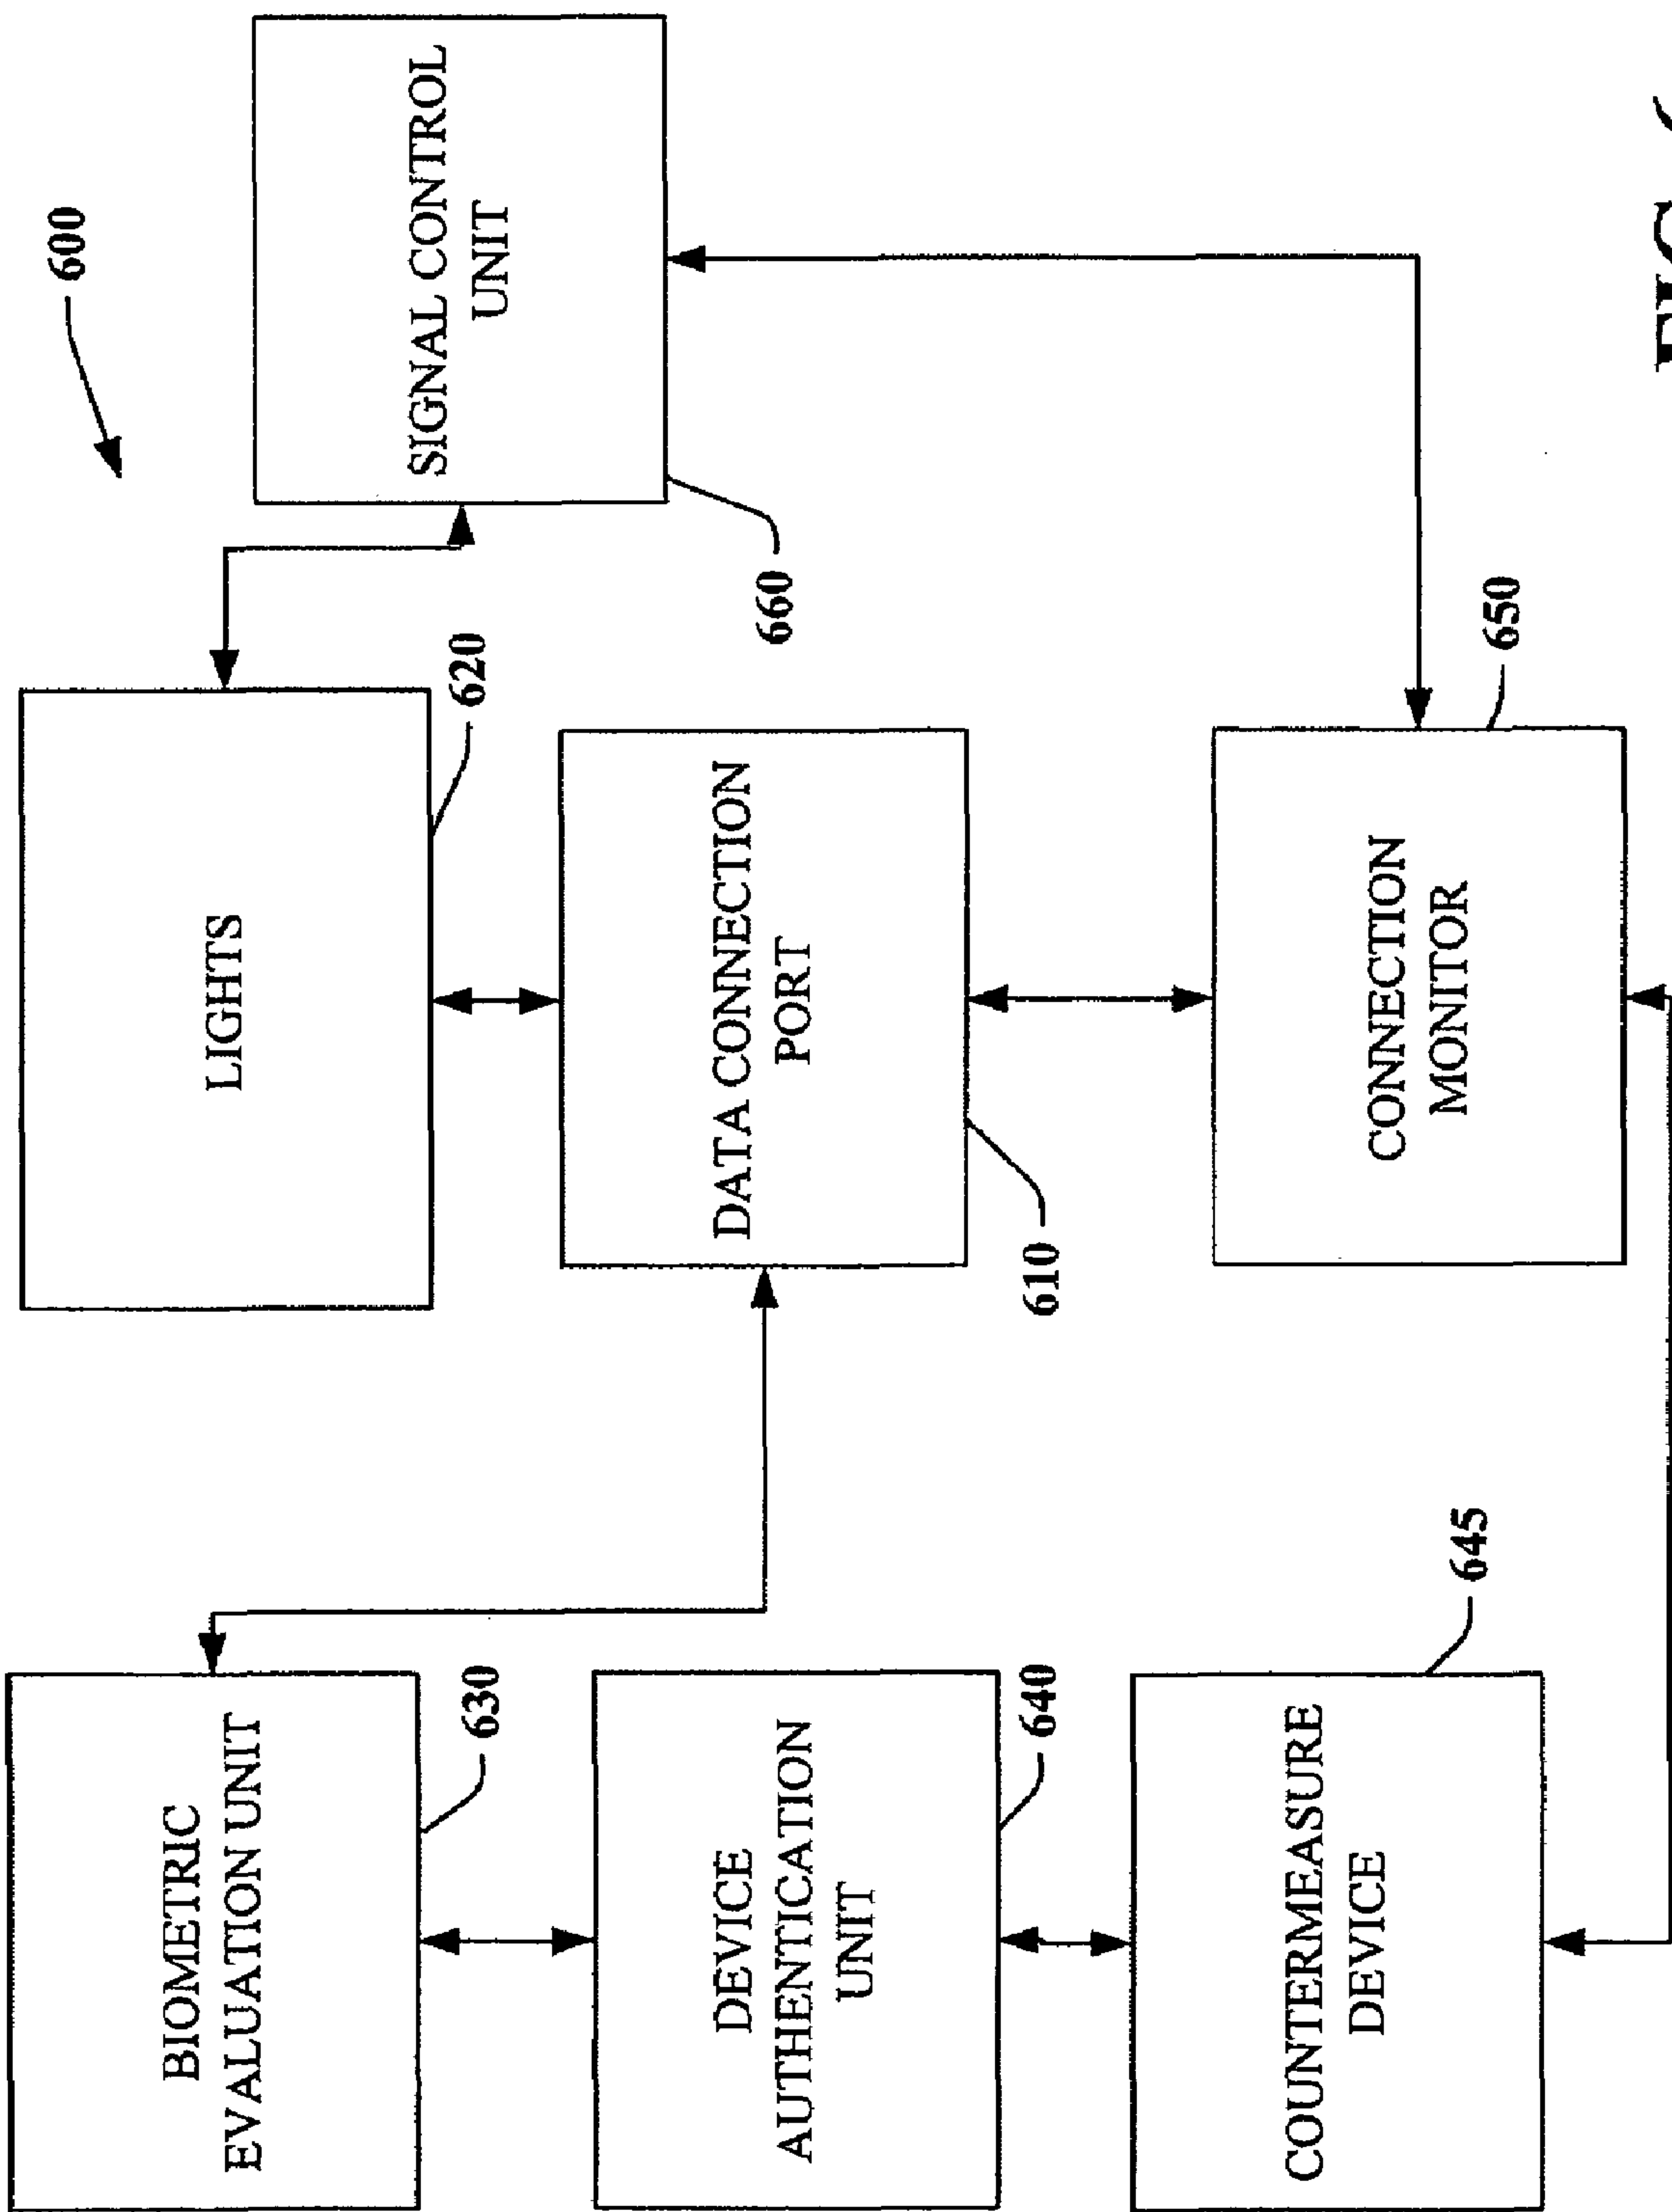 600
BIOMETRIC
EVALUATION UNIT
630
LIGHTS
620
SIGNAL CONTROL
UNIT
660
DEVICE
AUTHENTICATION
UNIT
640
DATA CONNECTION
PORT
610
COUNTERMEASURE
DEVICE
645
CONNECTION
MONITOR
650